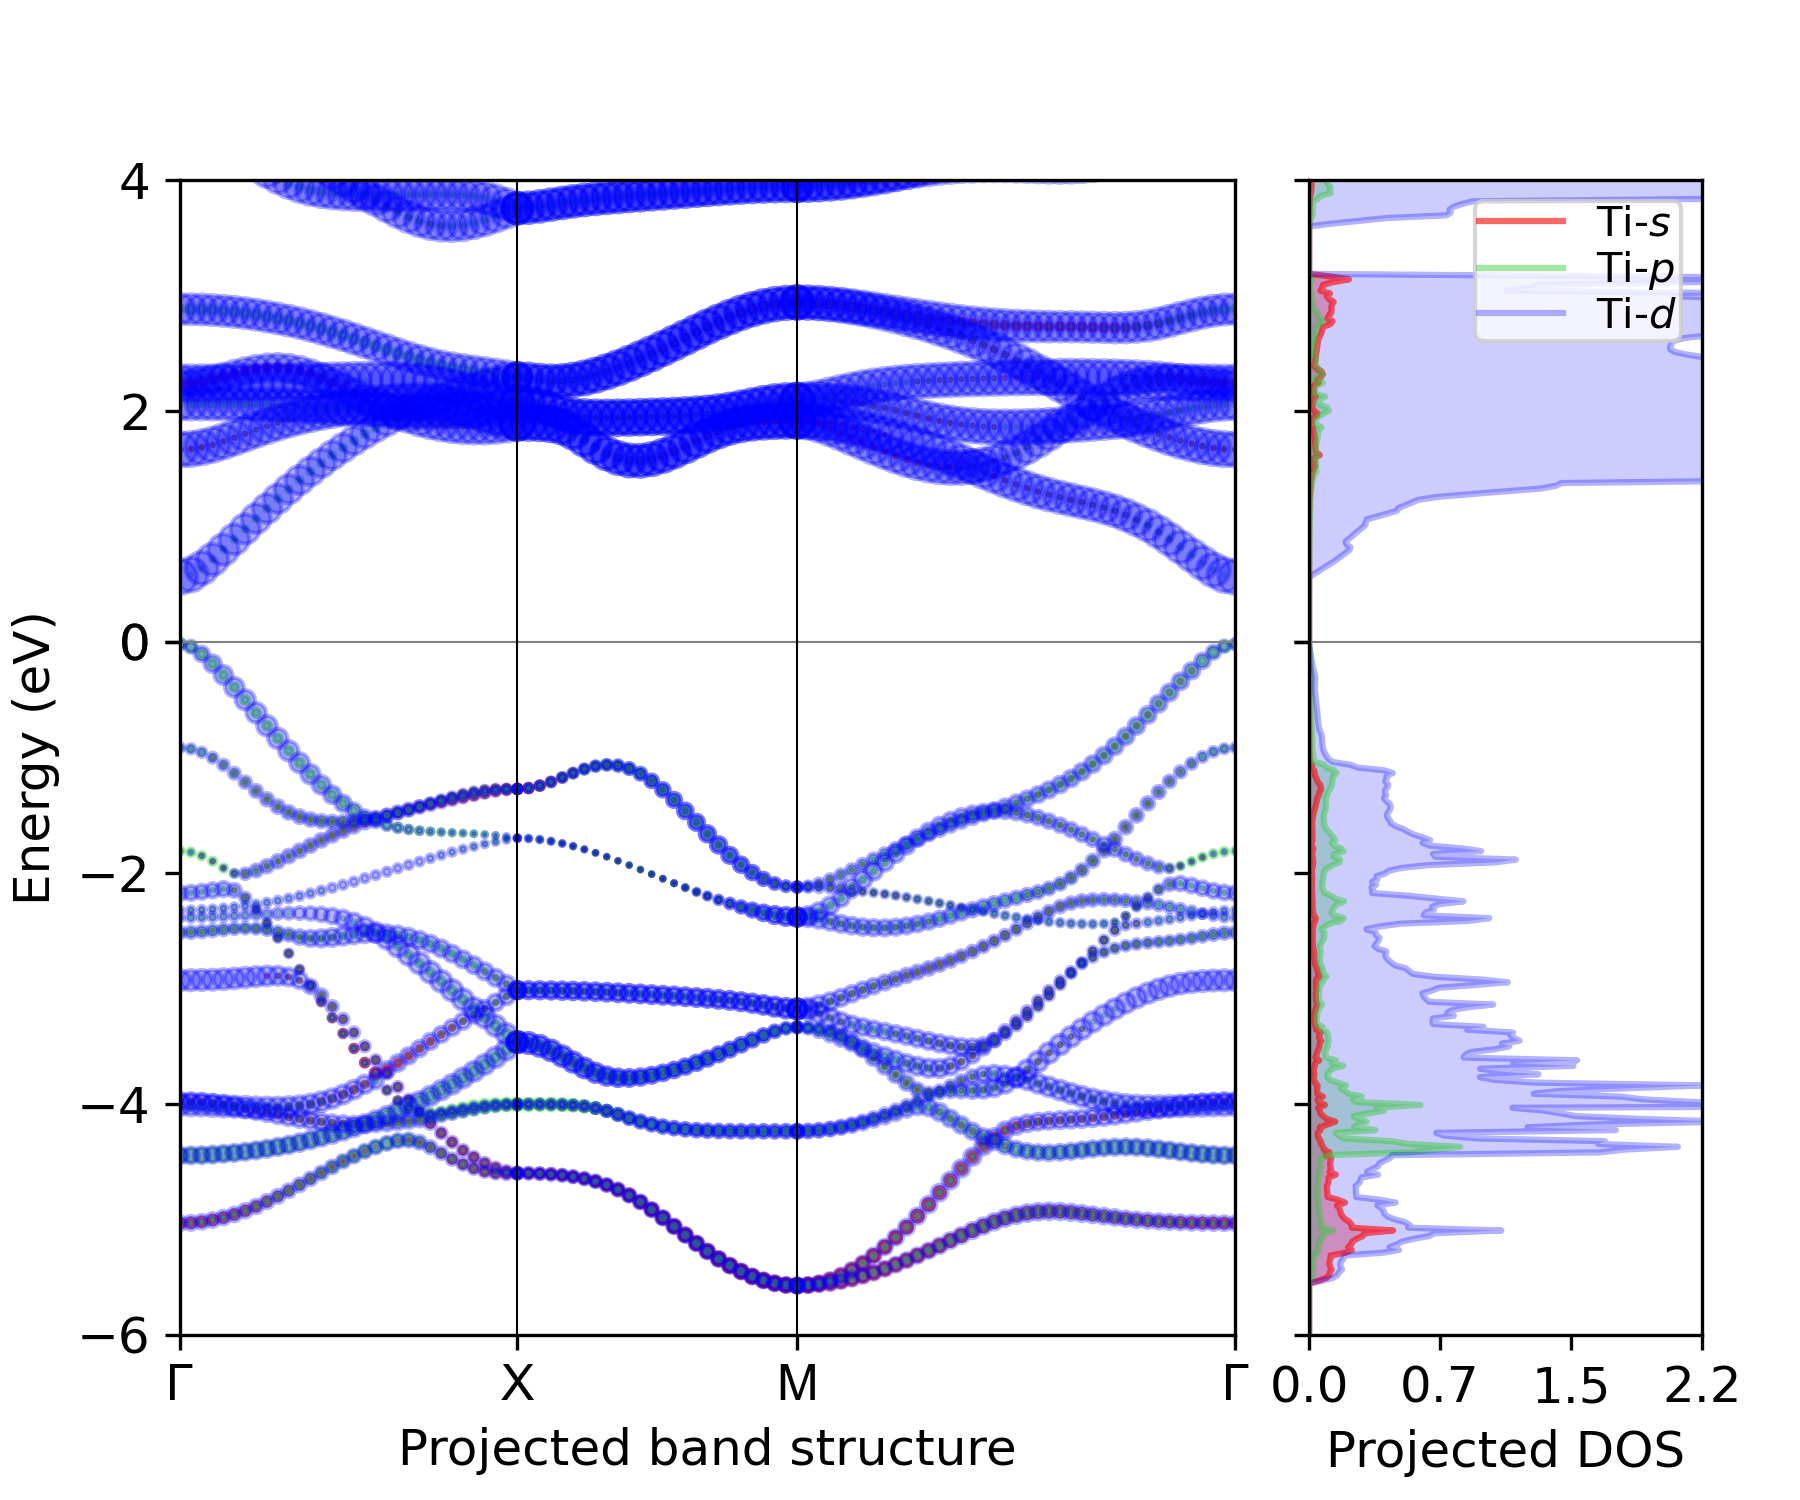 4
2
0
−2
−4
−6
Energy (eV)
Γ
X
M
Γ
Projected band structure
Ti-s
Ti-p
Ti-d
0.0
0.7
1.5
2.2
Projected DOS